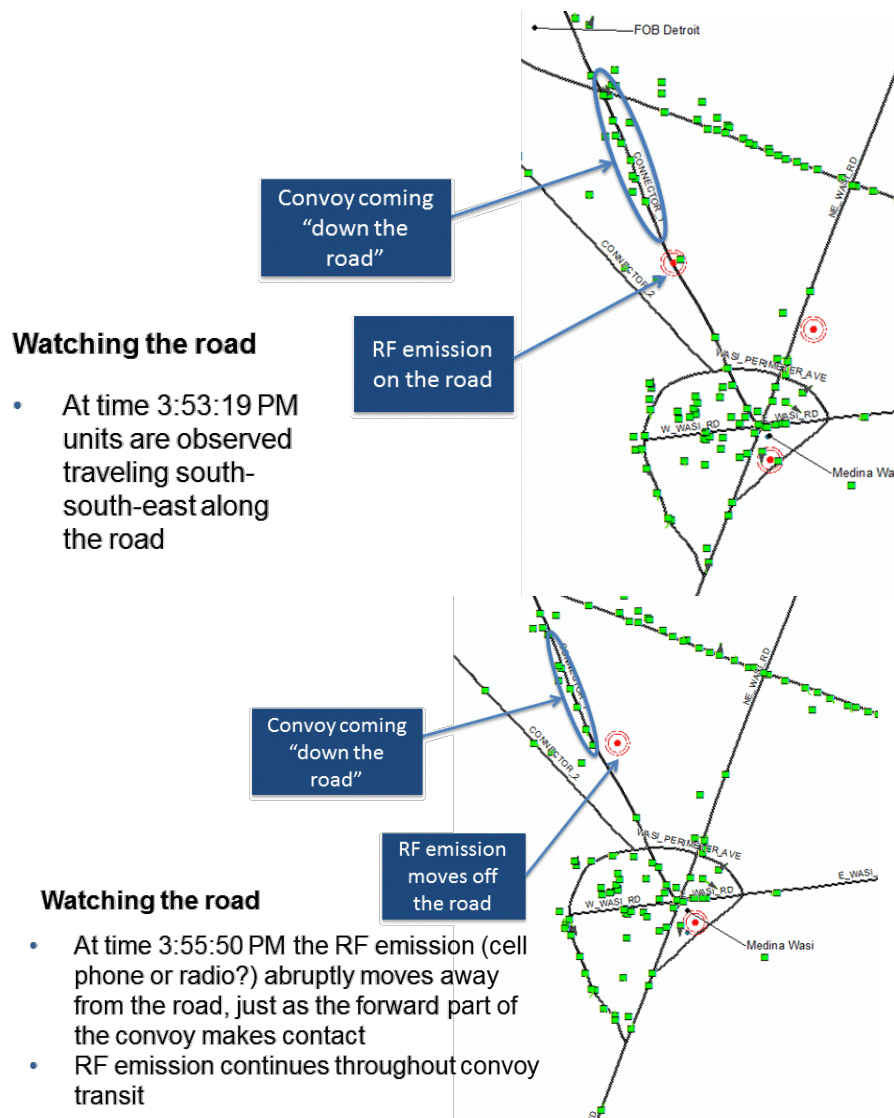 FOB Detroit
Convoy coming
“down the
road”
CONNECTOR_1
NE_WASI_RD
CONNECTOR_2
Watching the road
RF emission
on the road
WASI_PERIMETER_AVE
• At time 3:53:19 PM
units are observed
traveling south-
south-east along
the road
W_WASI_RD
WASI_RD
Medina Wa
CONNECTOR
NE_WASI_RD
Convoy coming
“down the
road”
CONNECTOR_2
RF emission
moves off
the road
WASI_PERIMETER_AVE
E_WASI_
W_WASI_RD
WASI_RD
Watching the road
Medina Wasi
• At time 3:55:50 PM the RF emission (cell
phone or radio?) abruptly moves away
from the road, just as the forward part of
the convoy makes contact
• RF emission continues throughout convoy
transit